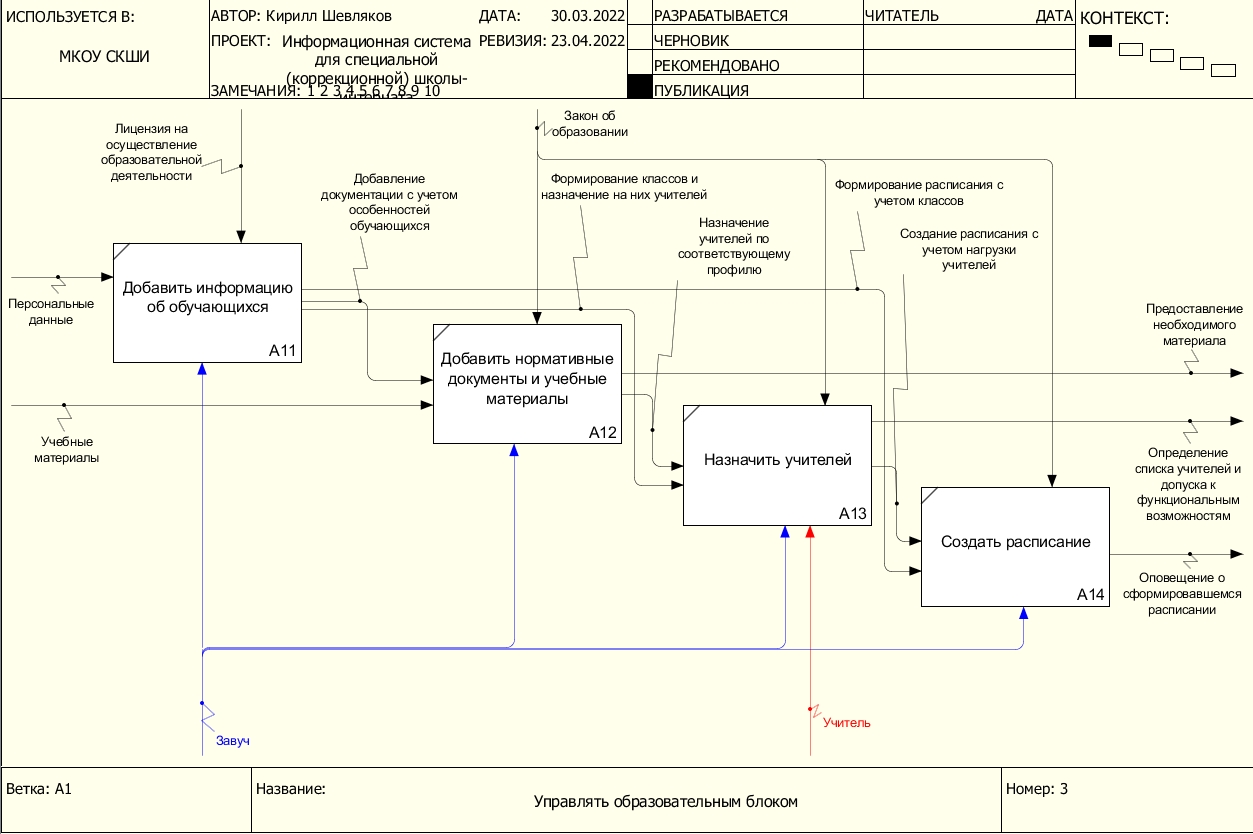 ИСПОЛЬЗУЕТСЯ В:
МКОУ СКШИ
АВТОР: Кирилл Шевляков
ДАТА: 30.03.2022
ПРОЕКТ: Информационная система
для специальной
(коррекционной) школы-
интерната
РЕВИЗИЯ: 23.04.2022
ЗАМЕЧАНИЯ: 1 2 3 4 5 6 7 8 9 10
РАЗРАБАТЫВАЕТСЯ
ЧЕРНОВИК
РЕКОМЕНДОВАНО
ПУБЛИКАЦИЯ
ЧИТАТЕЛЬ ДАТА
КОНТЕКСТ:
Лицензия на
осуществление
образовательной
деятельности
Закон об
образовании
Добавление
документации с учетом
особенностей
обучающихся
Формирование классов и
назначение на них учителей
Назначение
учителей по
соответствующему
профилю
Формирование расписания с
учетом классов
Создание расписания с
учетом нагрузки
учителей
Персональные
данные
Добавить информацию
об обучающихся
A11
Предоставление
необходимого
материала
Добавить нормативные
документы и учебные
материалы
A12
Учебные
материалы
Назначить учителей
A13
Определение
списка учителей и
допуска к
функциональным
возможностям
Создать расписание
A14
Оповещение о
сформировавшемся
расписании
Завуч
Учитель
Ветка: A1
Название:
Управлять образовательным блоком
Номер: 3